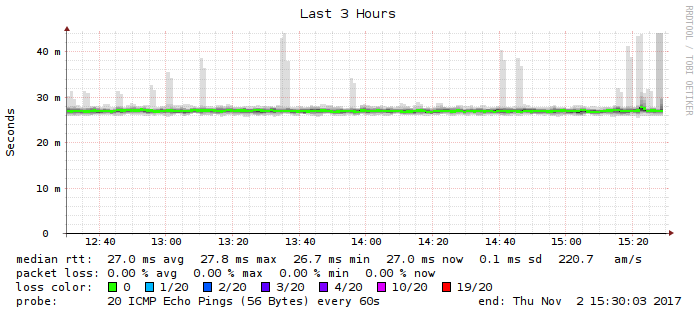 Last 3 Hours
RRDTOOL / TOBI OETIKER
Seconds
40 m
30 m
20 m
10 m
0
12:40 13:00 13:20 13:40 14:00 14:20 14:40 15:00 15:20
median rtt: 27.0 ms avg 27.8 ms max 26.7 ms min 27.0 ms now 0.1 ms sd 220.7 am/s
packet loss: 0.00 % avg 0.00 % max 0.00 % min 0.00 % now
loss color: 0 1/20 2/20 3/20 4/20 10/20 19/20
probe: 20 ICMP Echo Pings (56 Bytes) every 60s end: Thu Nov 2 15:30:03 2017